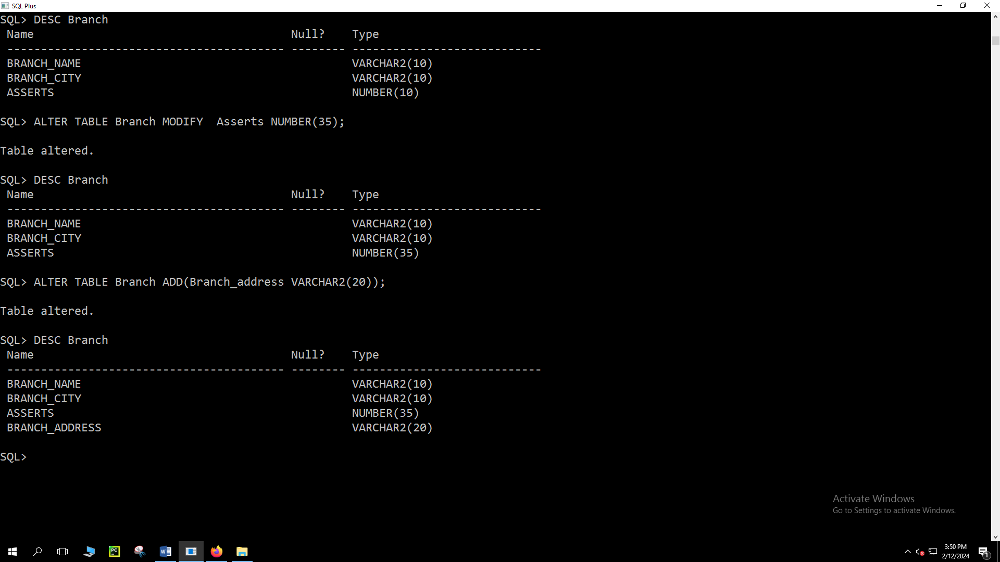 SQL Plus
SQL> DESC Branch
Name Null? Type
----------------------------------------- -------- ----------------------------
BRANCH_NAME VARCHAR2(10)
BRANCH_CITY VARCHAR2(10)
ASSERTS NUMBER(10)
SQL> ALTER TABLE Branch MODIFY  Asserts NUMBER(35);
Table altered.
SQL> DESC Branch
Name Null? Type
----------------------------------------- -------- ----------------------------
BRANCH_NAME VARCHAR2(10)
BRANCH_CITY VARCHAR2(10)
ASSERTS NUMBER(35)
SQL> ALTER TABLE Branch ADD(Branch_address VARCHAR2(20));
Table altered.
SQL> DESC Branch
Name Null? Type
----------------------------------------- -------- ----------------------------
BRANCH_NAME VARCHAR2(10)
BRANCH_CITY VARCHAR2(10)
ASSERTS NUMBER(35)
BRANCH_ADDRESS VARCHAR2(20)
SQL>
Activate Windows
Go to Settings to activate Windows.
PC
W
3:50 PM
2/12/2024
1